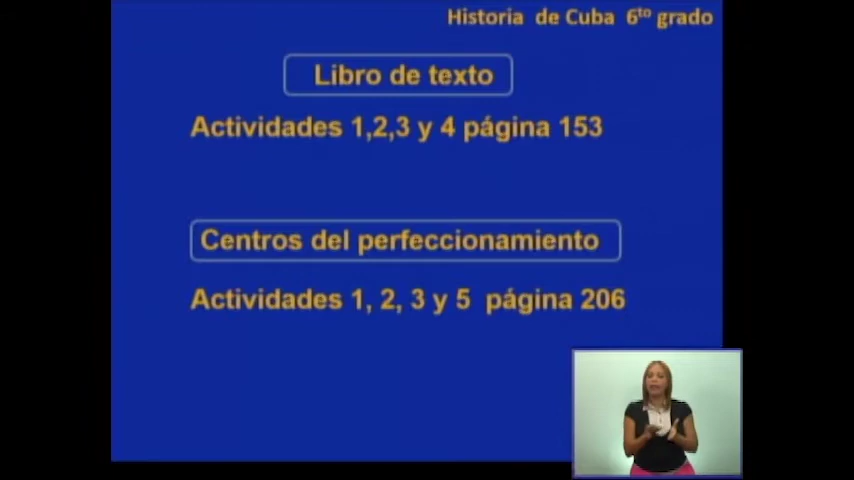 Historia de Cuba 6to grado
Libro de texto
Actividades 1,2,3 y 4 página 153
Centros del perfeccionamiento
Actividades 1, 2, 3 y 5 página 206